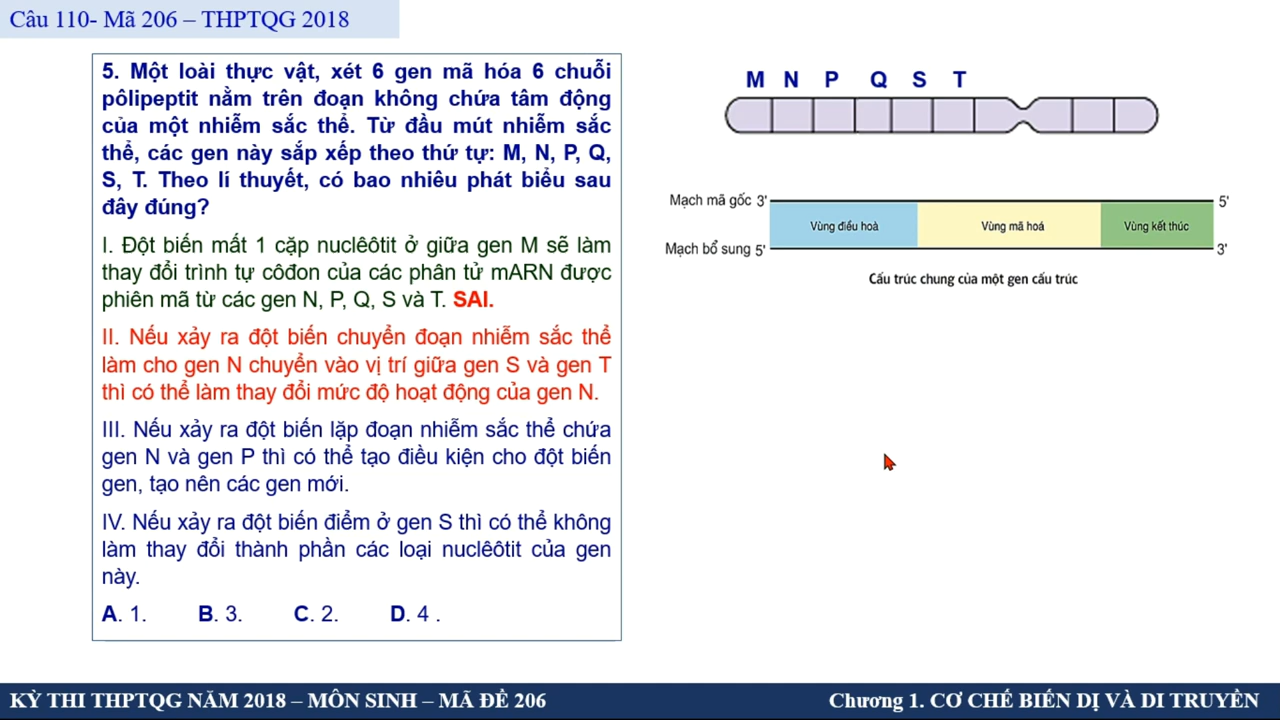 Câu 110- Mã 206 – THPTQG 2018
5. Một loài thực vật, xét 6 gen mã hóa 6 chuỗi
pôlipeptit nằm trên đoạn không chứa tâm động
của một nhiễm sắc thể. Từ đầu mút nhiễm sắc
thể, các gen này sắp xếp theo thứ tự: M, N, P, Q,
S, T. Theo lí thuyết, có bao nhiêu phát biểu sau
đây đúng?
I. Đột biến mất 1 cặp nuclêôtit ở giữa gen M sẽ làm
thay đổi trình tự côđon của các phân tử mARN được
phiên mã từ các gen N, P, Q, S và T. SAI.
II. Nếu xảy ra đột biến chuyển đoạn nhiễm sắc thể
làm cho gen N chuyển vào vị trí giữa gen S và gen T
thì có thể làm thay đổi mức độ hoạt động của gen N.
III. Nếu xảy ra đột biến lặp đoạn nhiễm sắc thể chứa
gen N và gen P thì có thể tạo điều kiện cho đột biến
gen, tạo nên các gen mới.
IV. Nếu xảy ra đột biến điểm ở gen S thì có thể không
làm thay đổi thành phần các loại nuclêôtit của gen
này.
A. 1. B. 3. C. 2. D. 4 .
M N P Q S T
Mạch mã gốc 3' 5'
Vùng điều hoà Vùng mã hoá Vùng kết thúc
Mạch bổ sung 5' 3'
Cấu trúc chung của một gen cấu trúc
KỲ THI THPTQG NĂM 2018 – MÔN SINH – MÃ ĐỀ 206
Chương 1. CƠ CHẾ BIẾN DỊ VÀ DI TRUYỀN